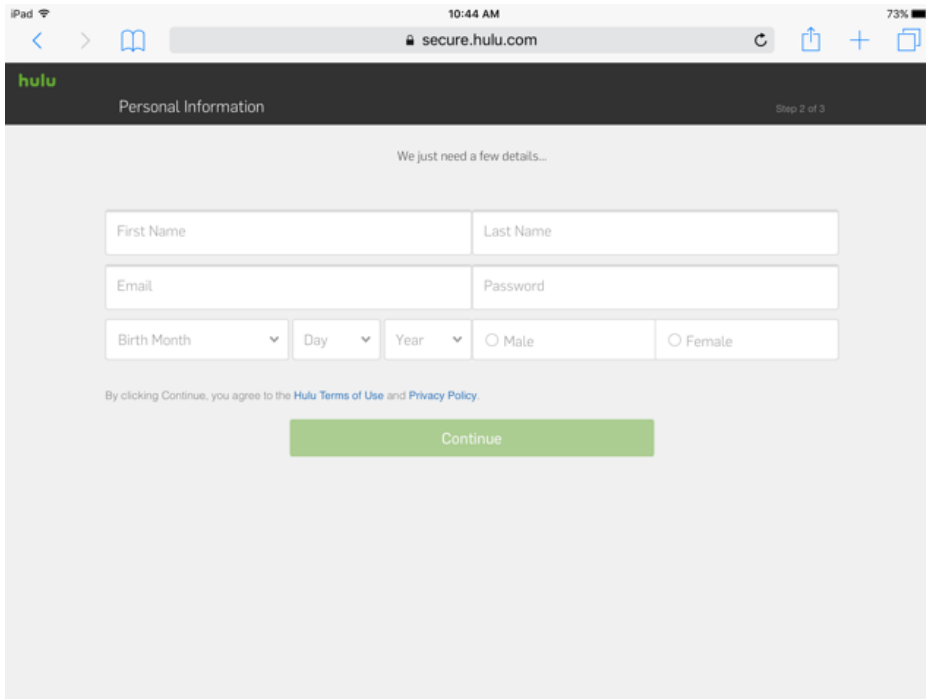 iPad 10:44 AM 73%
secure.hulu.com
hulu
Personal Information Step 2 of 3
We just need a few details...
First Name Last Name
Email Password
Birth Month Day Year Male Female
By clicking Continue, you agree to the Hulu Terms of Use and Privacy Policy.
Continue